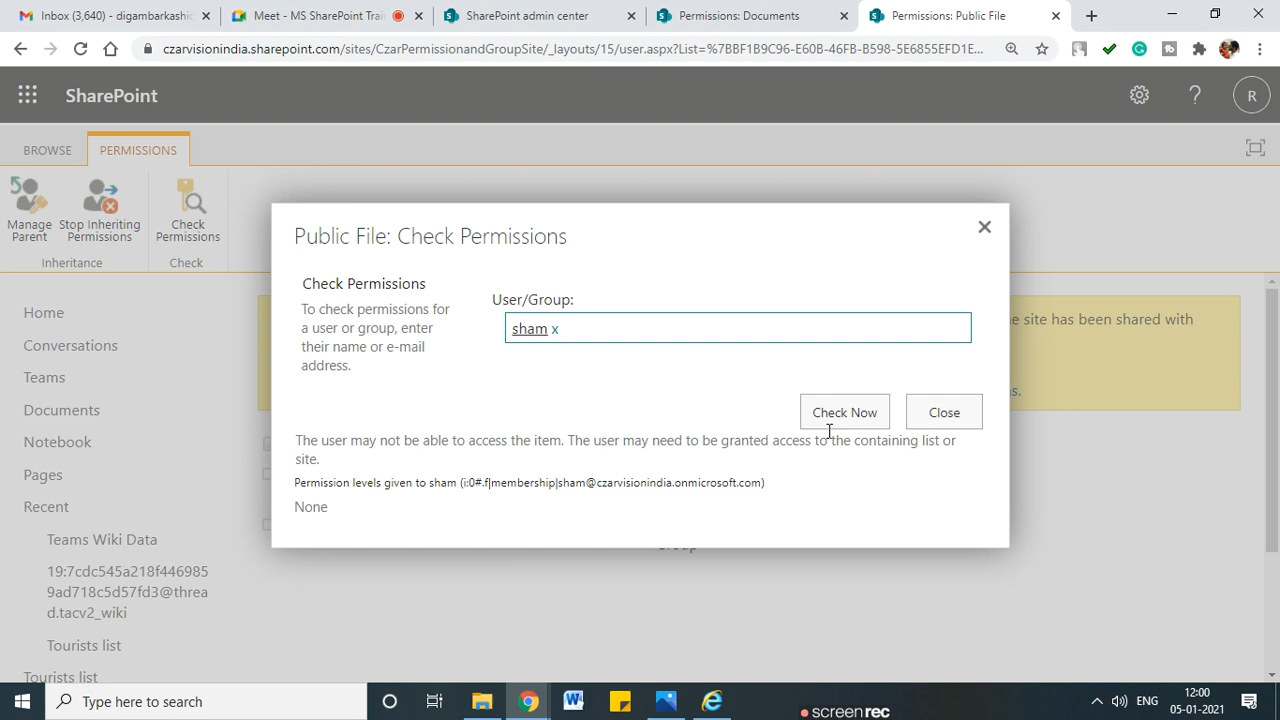 Inbox (3,640) - digambarkashic
Meet - MS SharePoint Trai
SharePoint admin center
Permissions: Documents
Permissions: Public File
czarvisionindia.sharepoint.com/sites/CzarPermissionandGroupSite/_layouts/15/user.aspx?List=%7BBF1B9C96-E60B-46FB-B598-5E6855EFD1E...
SharePoint
R
BROWSE
PERMISSIONS
Manage Parent
Stop Inheriting Permissions
Check Permissions
Inheritance
Check
Public File: Check Permissions
Check Permissions
To check permissions for
a user or group, enter
their name or e-mail
address.
User/Group:
sham x
Check Now
Close
The user may not be able to access the item. The user may need to be granted access to the containing list or
site.
Permission levels given to sham (i:0#.f|membership|sham@czarvisionindia.onmicrosoft.com)
None
e site has been shared with
s.
Home
Conversations
Teams
Documents
Notebook
Pages
Recent
Teams Wiki Data
19:7cdc545a218f446985
9ad718c5d57fd3@threa
d.tacv2_wiki
Tourists list
Tourists list
Group
Type here to search
ENG
12:00
05-01-2021
screenrec